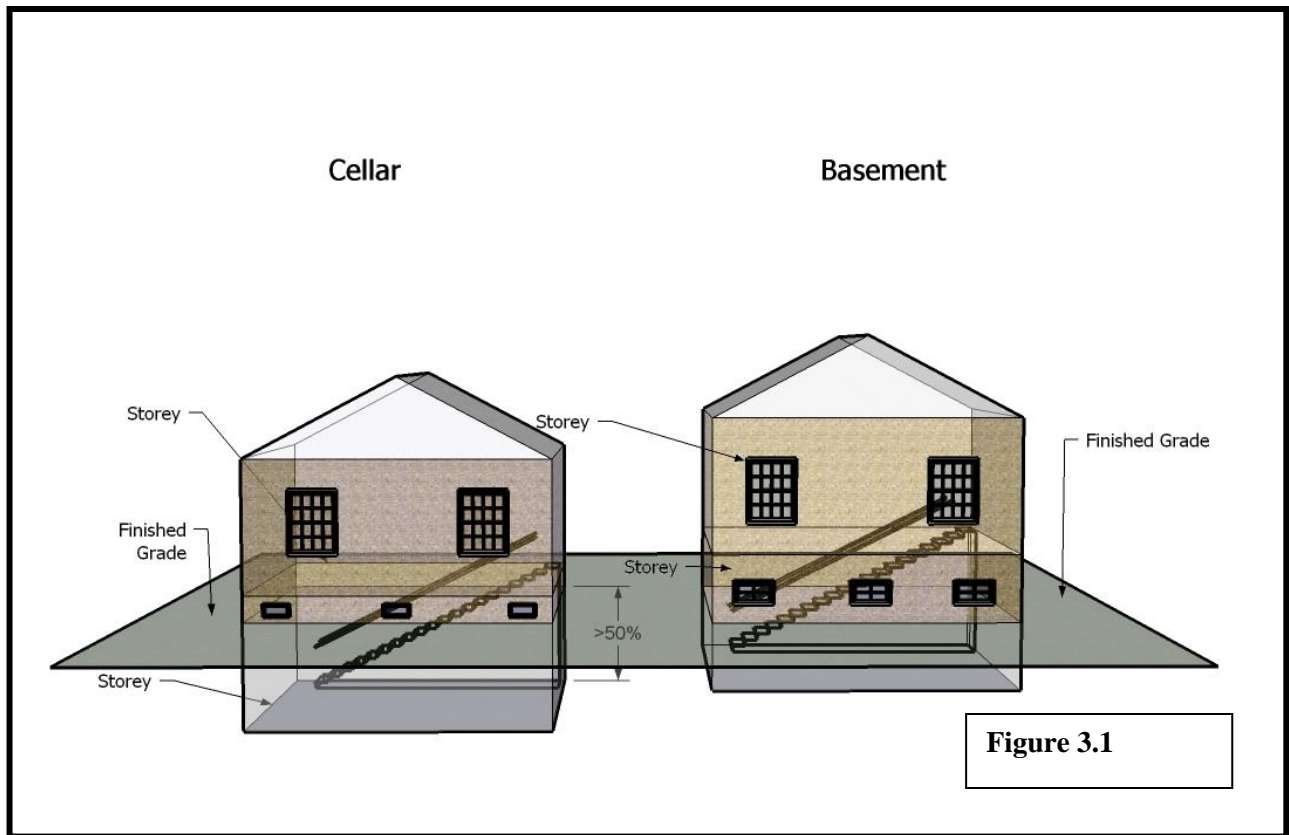 Cellar
Basement
Storey
Storey
Finished Grade
Finished
Grade
Storey
>50%
Storey
Figure 3.1